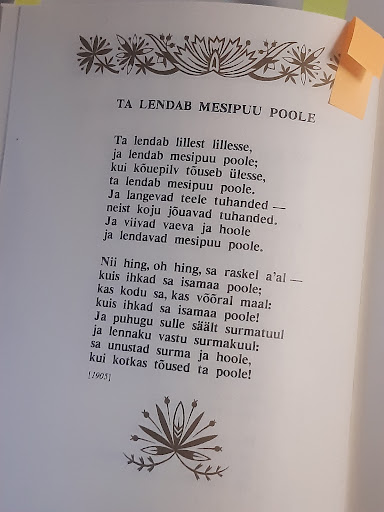 TA LENDAB MESIPUU POOLE
Ta lendab lillest lillesse,
ja lendab mesipuu poole;
kui kõuepilv tõuseb ülesse,
ta lendab mesipuu poole.
Ja langevad teele tuhanded —
neist koju jõuavad tuhanded.
Ja viivad vaeva ja hoole
ja lendavad mesipuu poole.
Nii hing, oh hing, sa raskel a'al —
kuis ihkad sa isamaa poole;
kas kodu sa, kas võõral maal:
kuis ihkad sa isamaa poole!
Ja puhugu sulle säält surmatuul
ja lennaku vastu surmakuul:
sa unustad surma ja hoole,
kui kotkas tõused ta poole!
[1905]